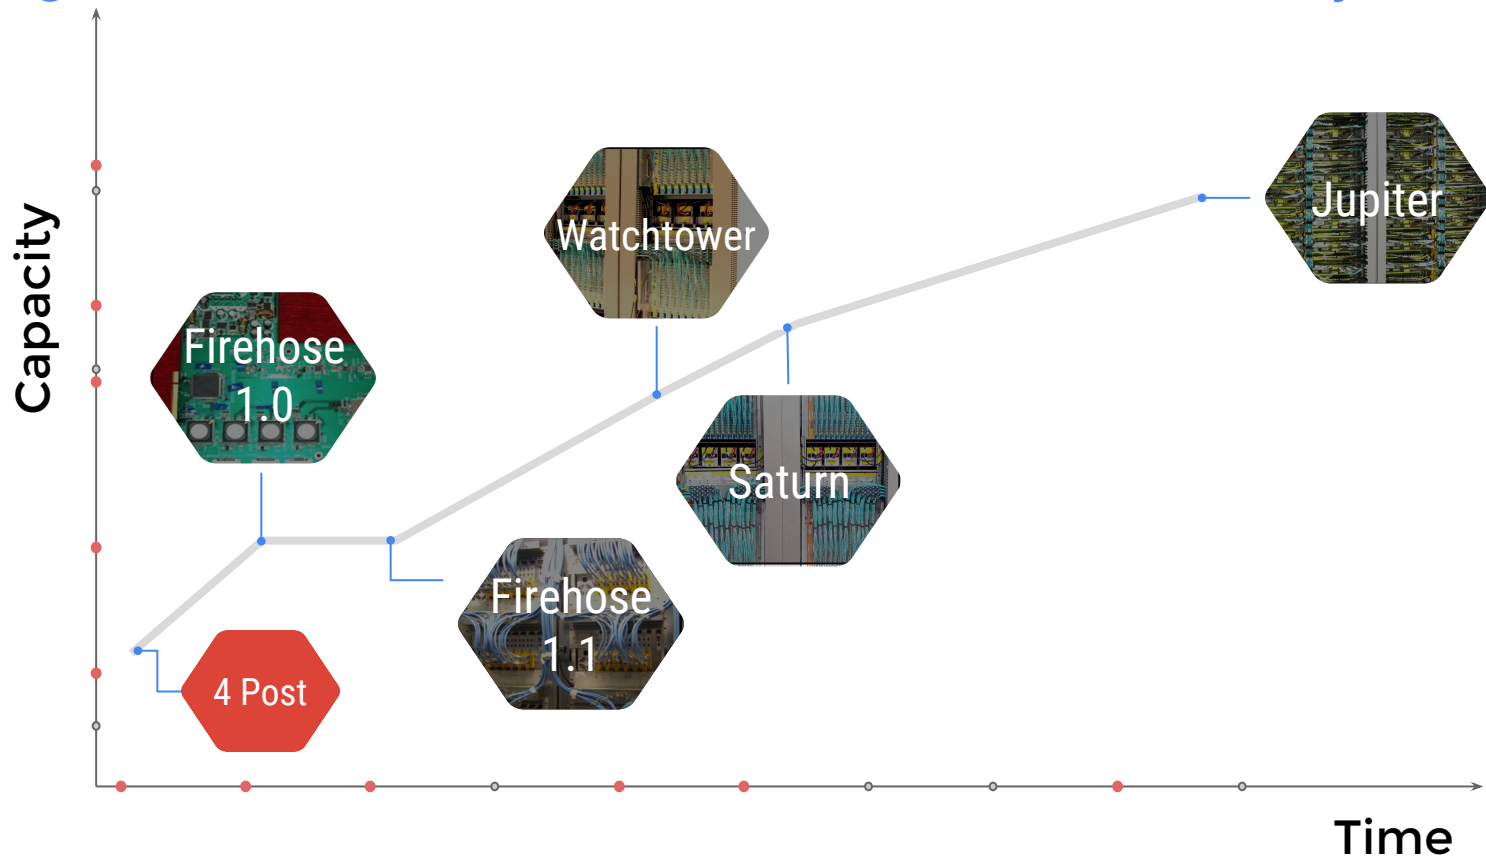 Capacity
Watchtower
Jupiter
Firehose
1.0
Saturn
Firehose
1.1
4 Post
Time